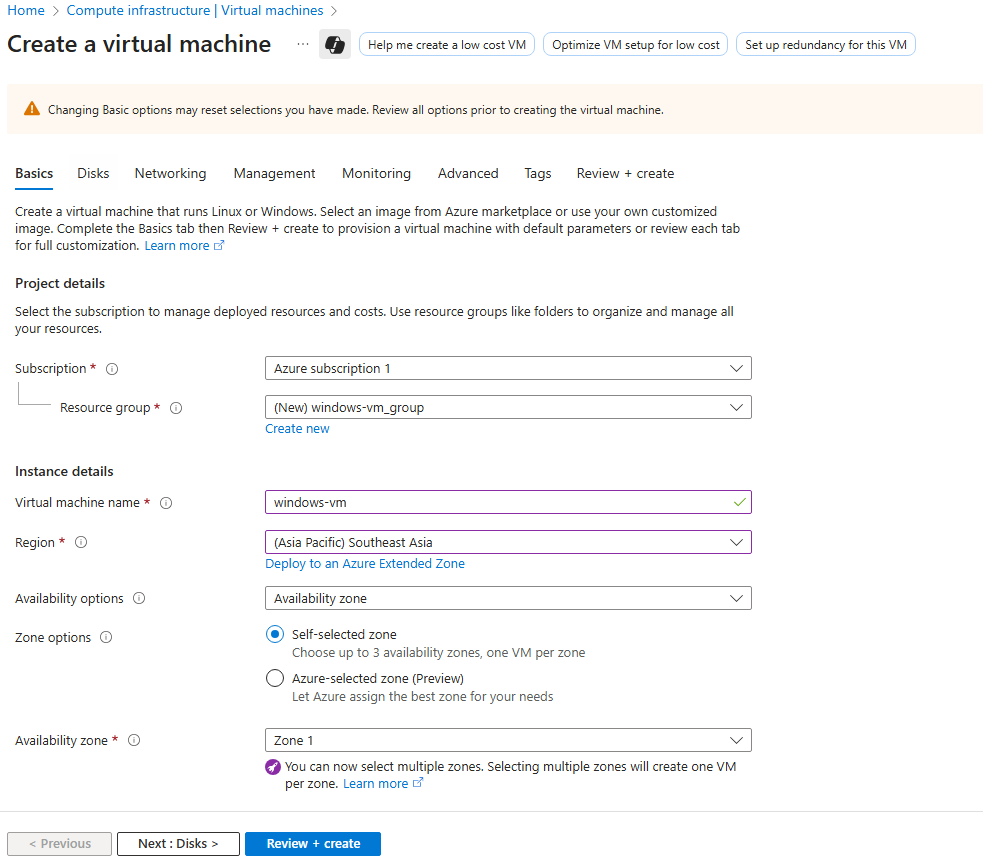 Home > Compute infrastructure | Virtual machines >
Create a virtual machine ... Help me create a low cost VM Optimize VM setup for low cost Set up redundancy for this VM
Changing Basic options may reset selections you have made. Review all options prior to creating the virtual machine.
Basics Disks Networking Management Monitoring Advanced Tags Review + create
Create a virtual machine that runs Linux or Windows. Select an image from Azure marketplace or use your own customized
image. Complete the Basics tab then Review + create to provision a virtual machine with default parameters or review each tab
for full customization. Learn more
Project details
Select the subscription to manage deployed resources and costs. Use resource groups like folders to organize and manage all
your resources.
Subscription * Azure subscription 1
Resource group * (New) windows-vm_group
Create new
Instance details
Virtual machine name * windows-vm
Region * (Asia Pacific) Southeast Asia
Deploy to an Azure Extended Zone
Availability options Availability zone
Zone options Self-selected zone
Choose up to 3 availability zones, one VM per zone
Azure-selected zone (Preview)
Let Azure assign the best zone for your needs
Availability zone * Zone 1
You can now select multiple zones. Selecting multiple zones will create one VM
per zone. Learn more
< Previous Next : Disks > Review + create